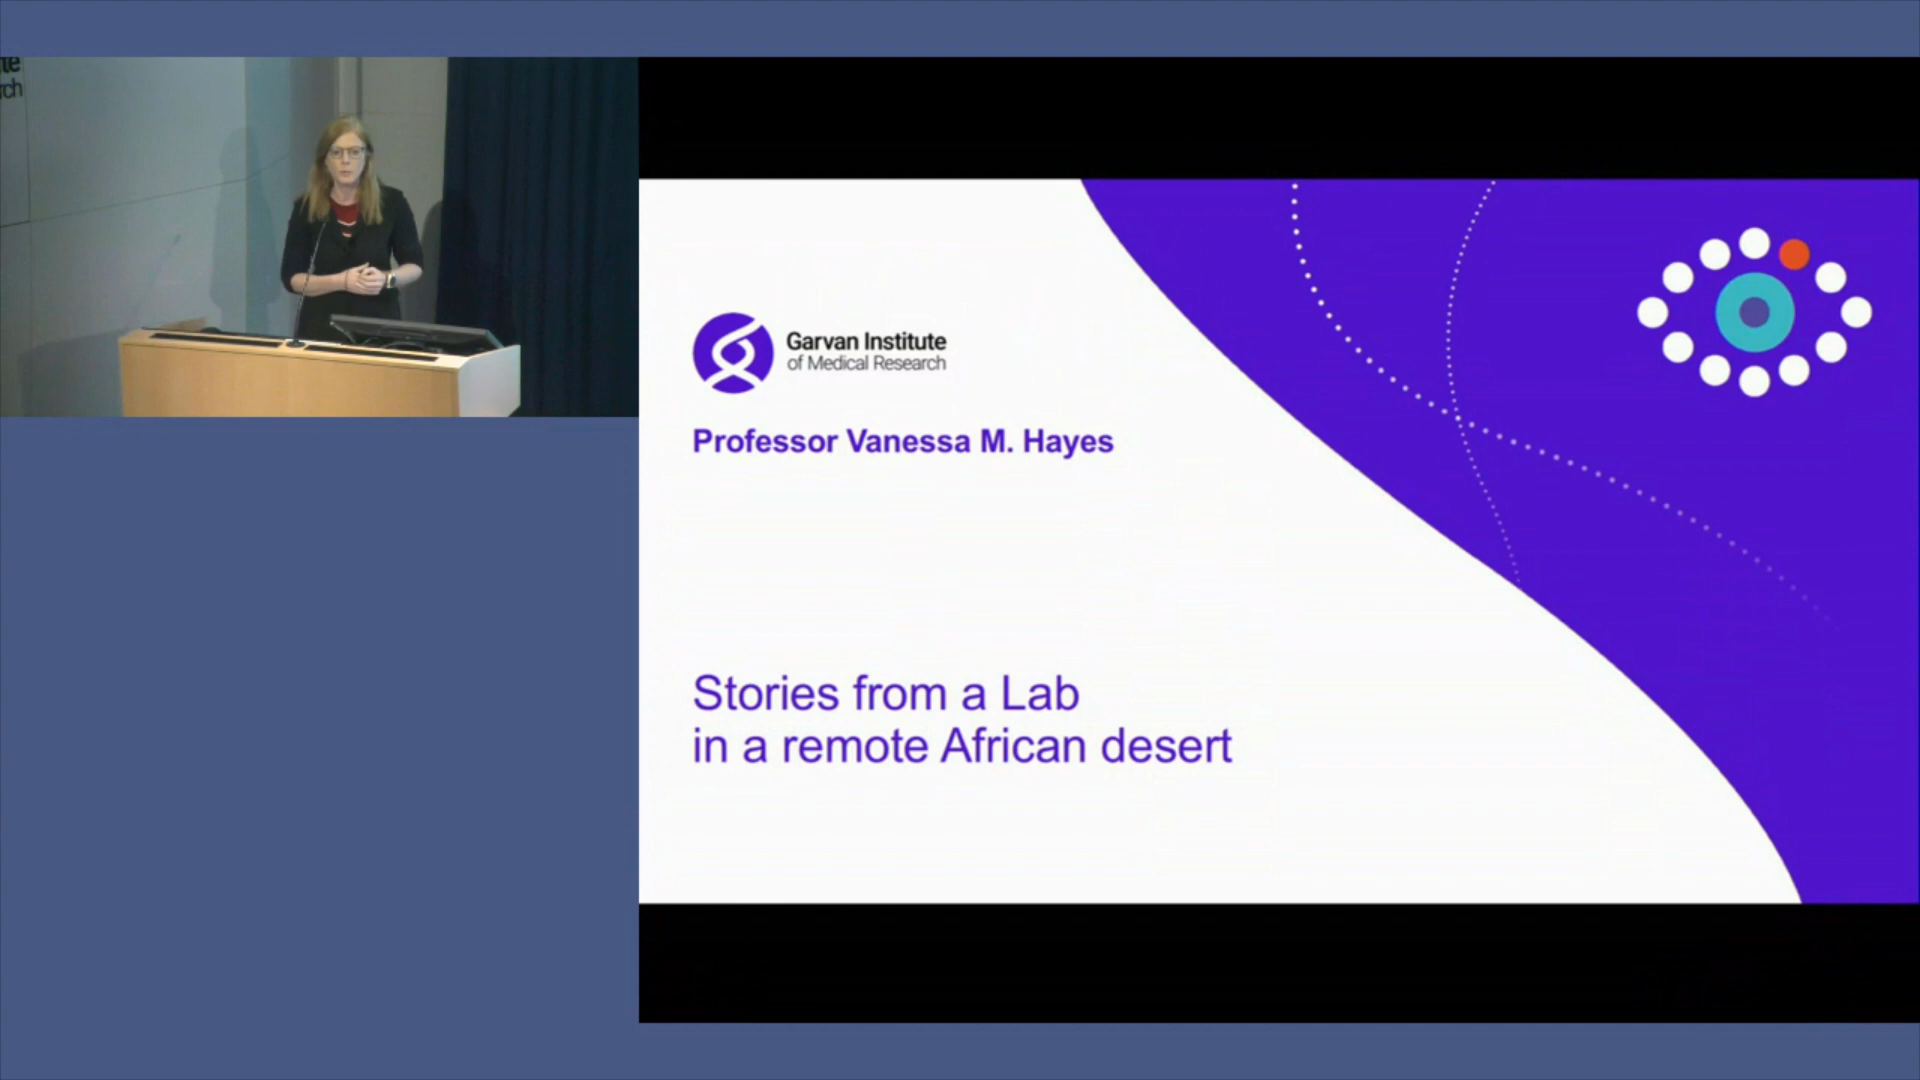 Garvan Institute
of Medical Research
Professor Vanessa M. Hayes
Stories from a Lab
in a remote African desert